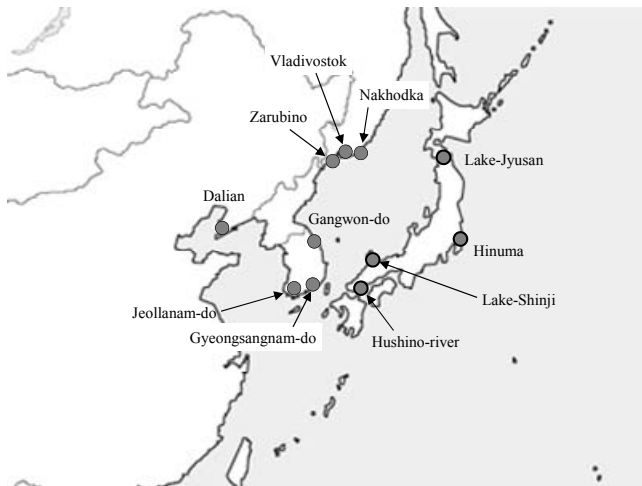 Vladivostok
Nakhodka
Zarubino
Lake-Jyusan
Dalian
Gangwon-do
Hinuma
Lake-Shinji
Jeollanam-do
Gyeongsangnam-do
Hushino-river